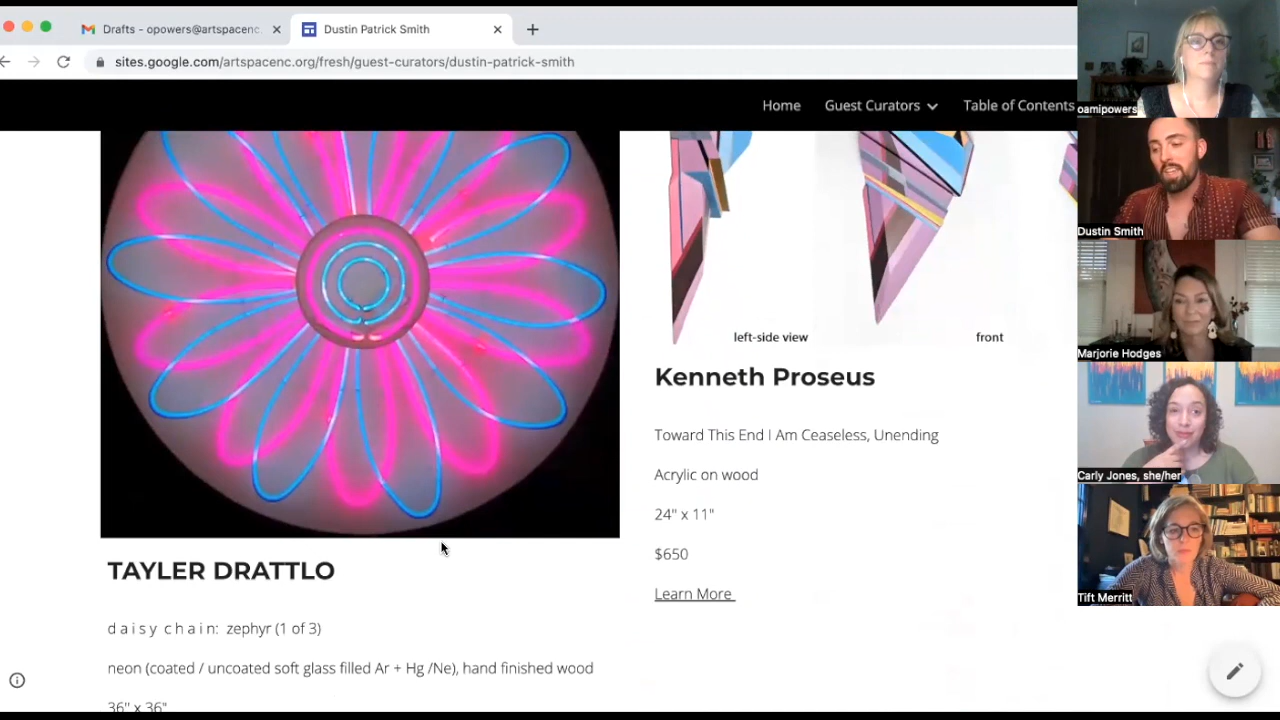 Drafts - opowers@artspacenc.
Dustin Patrick Smith
sites.google.com/artspacenc.org/fresh/guest-curators/dustin-patrick-smith
Home
Guest Curators
Table of Contents
left-side view
front
Kenneth Proseus
Toward This End I Am Ceaseless, Unending
Acrylic on wood
24" x 11"
$650
Learn More
TAYLER DRATTLO
d a i s y c h a i n: zephyr (1 of 3)
neon (coated / uncoated soft glass filled Ar + Hg /Ne), hand finished wood
36" x 36"
oamipowers
Dustin Smith
Marjorie Hodges
Carly Jones, she/her
Tift Merritt